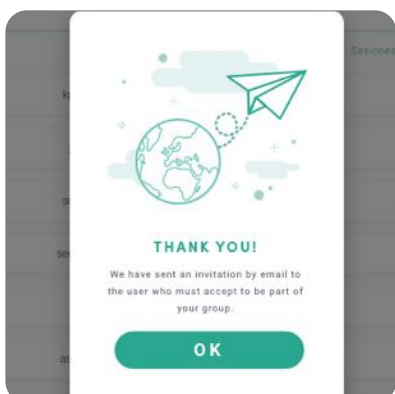 Sesiones
THANK YOU!
We have sent an invitation by email to
the user who must accept to be part of
your group.
OK